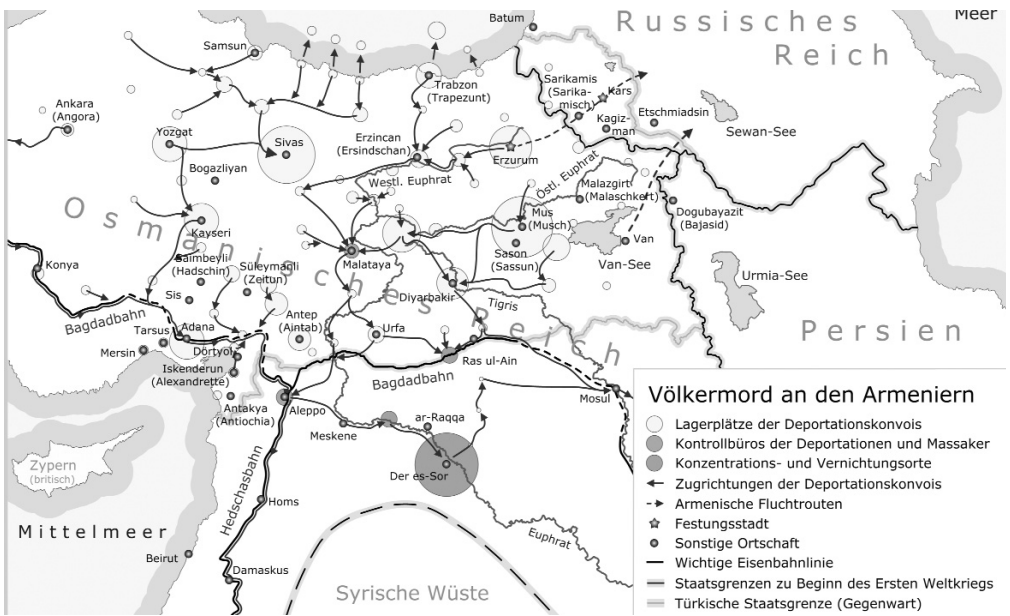 Batum
Russisches
Reich
Meer
Samsun
Ankara
(Angora)
Trabzon
(Trapezunt)
Sarikamis
(Sarika-
misch)
Kars
Kagiz-
man
Etschmiadsin
Sewan-See
Yozgat
Sivas
Erzincan
(Ersindschan)
Erzurum
Bogazliyan
Westl. Euphrat
Östl. Euphrat
Malazgirt
(Malaschkert)
Osmanisches Reich
Kayseri
Mus
(Musch)
Dogubayazit
(Bajasid)
Van
Van-See
Konya
Saimbeyli
(Hadschin)
Süleymanli
(Zeitun)
Malataya
Sason
(Sassun)
Urmia-See
Sis
Diyarbakir
Tigris
Bagdadbahn
Antep
(Aintab)
Urfa
Persien
Tarsus
Adana
Mersin
Dörtyol
Iskenderun
(Alexandrette)
Ras ul-Ain
Bagdadbahn
Mosul
Antakya
(Antiochia)
Aleppo
Meskene
ar-Raqqa
Der es-Sor
Zypern
(britisch)
Hedschasbahn
Homs
Mittelmeer
Euphrat
Beirut
Damaskus
Syrische Wüste
Völkermord an den Armeniern
Lagerplätze der Deportationskonvois
Kontrollbüros der Deportationen und Massaker
Konzentrations- und Vernichtungsorte
Zugrichtungen der Deportationskonvois
Armenische Fluchtrouten
Festungsstadt
Sonstige Ortschaft
Wichtige Eisenbahnlinie
Staatsgrenzen zu Beginn des Ersten Weltkriegs
Türkische Staatsgrenze (Gegenwart)